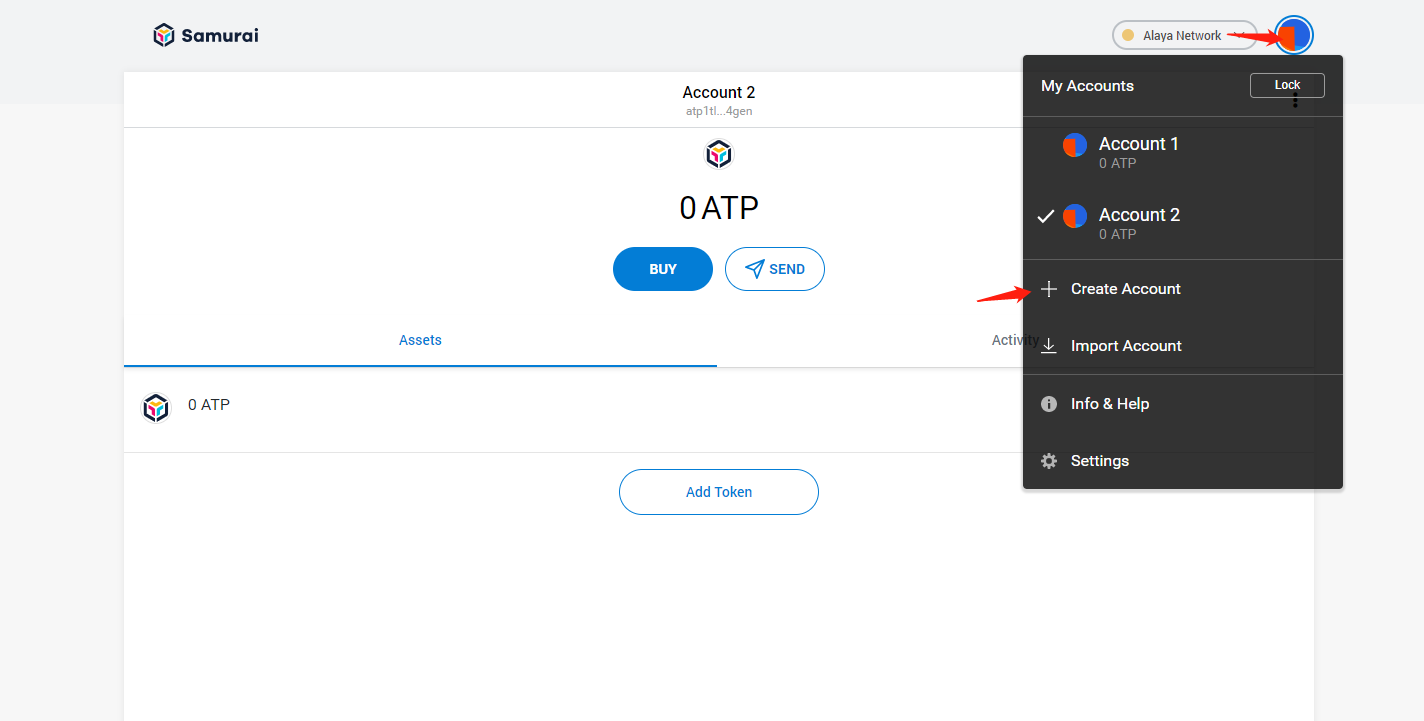 Samurai
Alaya Network
Account 2
atp1tl...4gen
0 ATP
BUY
SEND
Assets
Activity
0 ATP
Add Token
My Accounts
Lock
Account 1
0 ATP
Account 2
0 ATP
Create Account
Import Account
Info & Help
Settings